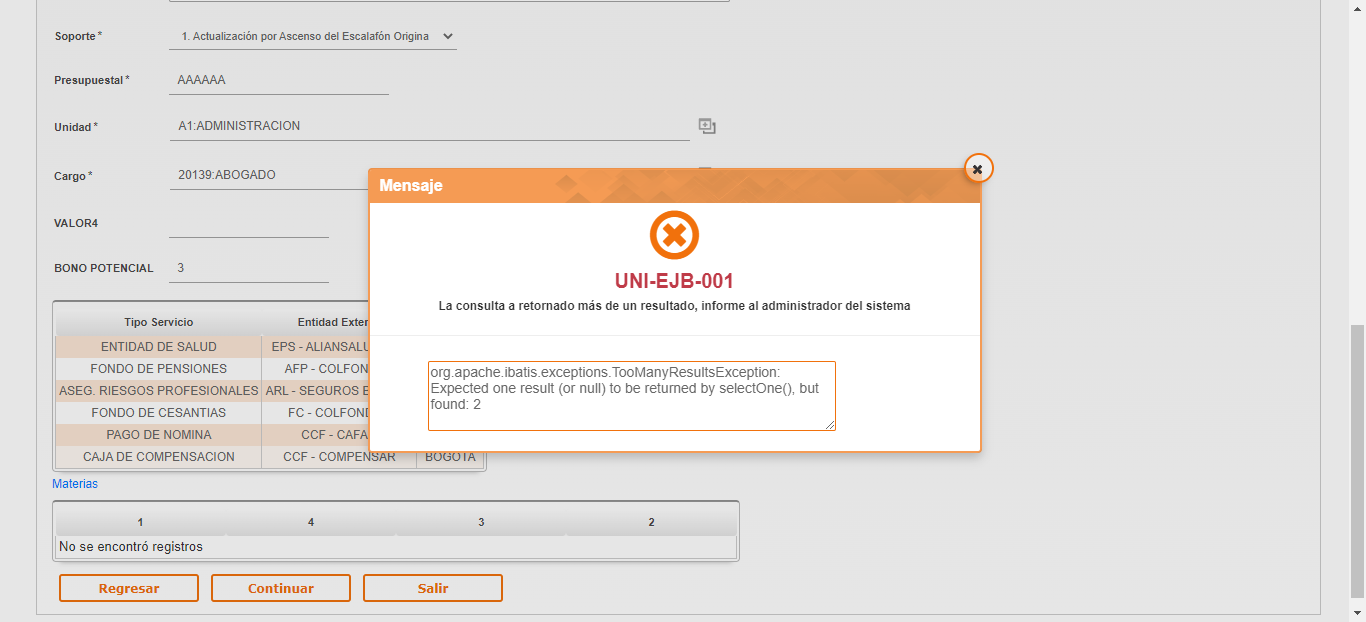 Soporte*
1. Actualización por Ascenso del Escalafón Origina
Presupuestal*
AAAAAA
Unidad*
A1:ADMINISTRACION
Cargo*
20139:ABOGADO
VALOR4
BONO POTENCIAL
3
Mensaje
UNI-EJB-001
La consulta a retornado más de un resultado, informe al administrador del sistema
org.apache.ibatis.exceptions.TooManyResultsException:
Expected one result (or null) to be returned by selectOne(), but
found: 2
Tipo Servicio Entidad Exter
ENTIDAD DE SALUD EPS - ALIANSALU
FONDO DE PENSIONES AFP - COLFON
ASEG. RIESGOS PROFESIONALES ARL - SEGUROS B
FONDO DE CESANTIAS FC - COLFOND
PAGO DE NOMINA CCF - CAFA
CAJA DE COMPENSACION CCF - COMPENSAR BOGOTA
Materias
1 4 3 2
No se encontró registros
Regresar Continuar Salir